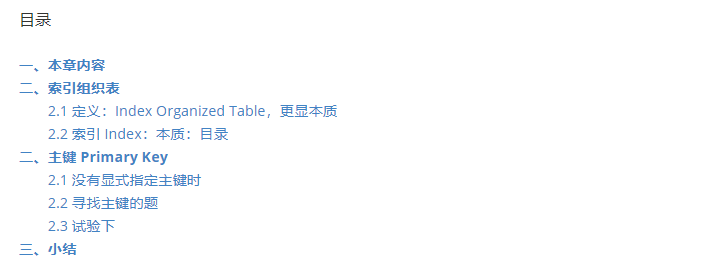 目录
一、本章内容
二、索引组织表
2.1 定义：Index Organized Table，更显本质
2.2 索引 Index：本质：目录
二、主键 Primary Key
2.1 没有显式指定主键时
2.2 寻找主键的题
2.3 试验下
三、小结